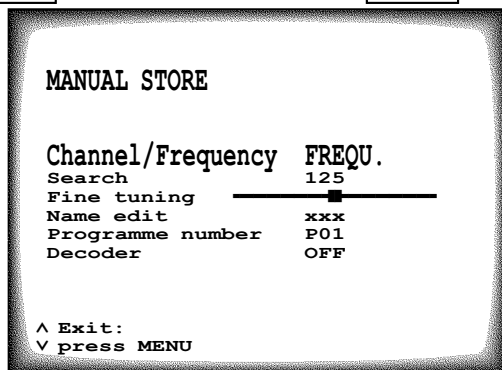 MANUAL STORE
Channel/Frequency FREQU.
Search 125
Fine tuning
Name edit xxx
Programme number P01
Decoder OFF
∧ Exit:
∨ press MENU